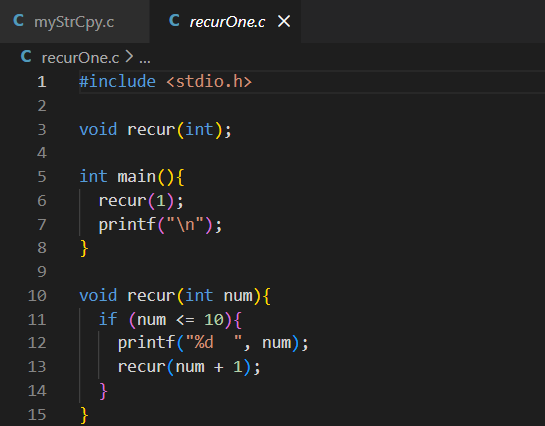 myStrCpy.c recurOne.c
recurOne.c > ...
1 #include <stdio.h>
2
3 void recur(int);
4
5 int main(){
6   recur(1);
7   printf("\n");
8 }
9
10 void recur(int num){
11   if (num <= 10){
12     printf("%d  ", num);
13     recur(num + 1);
14   }
15 }